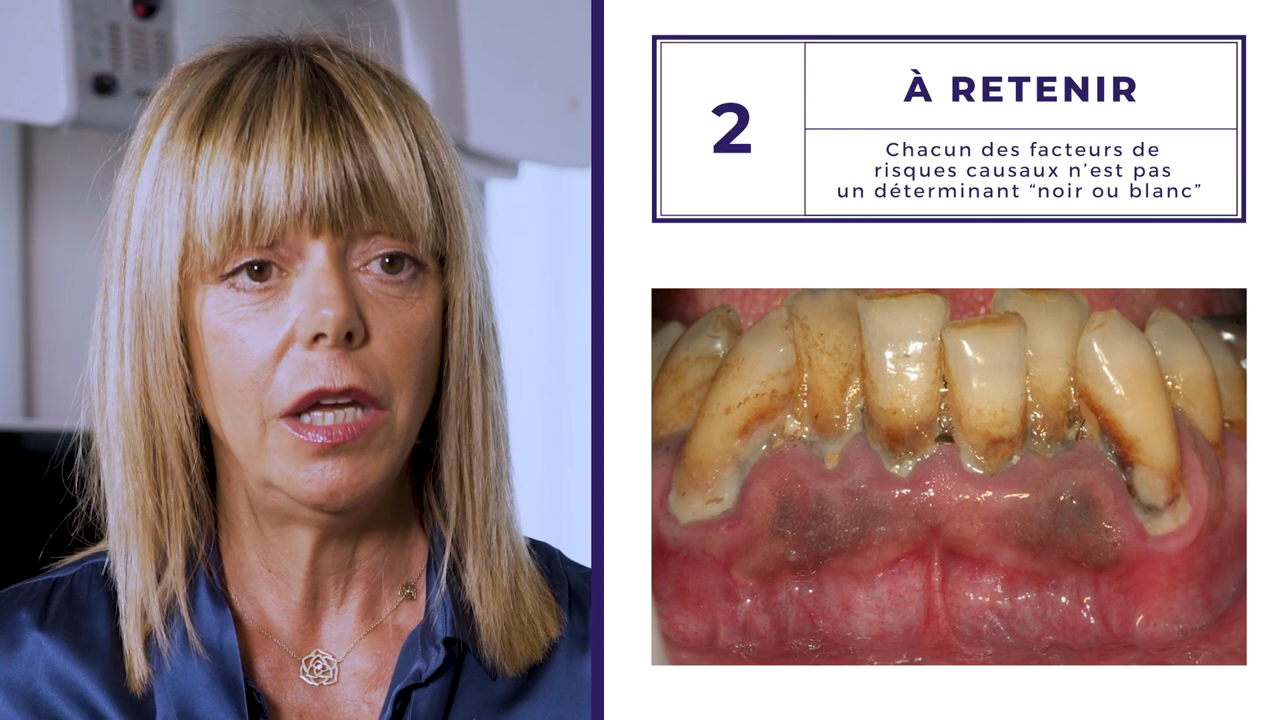 2
À RETENIR
Chacun des facteurs de
risques causaux n’est pas
un déterminant “noir ou blanc”